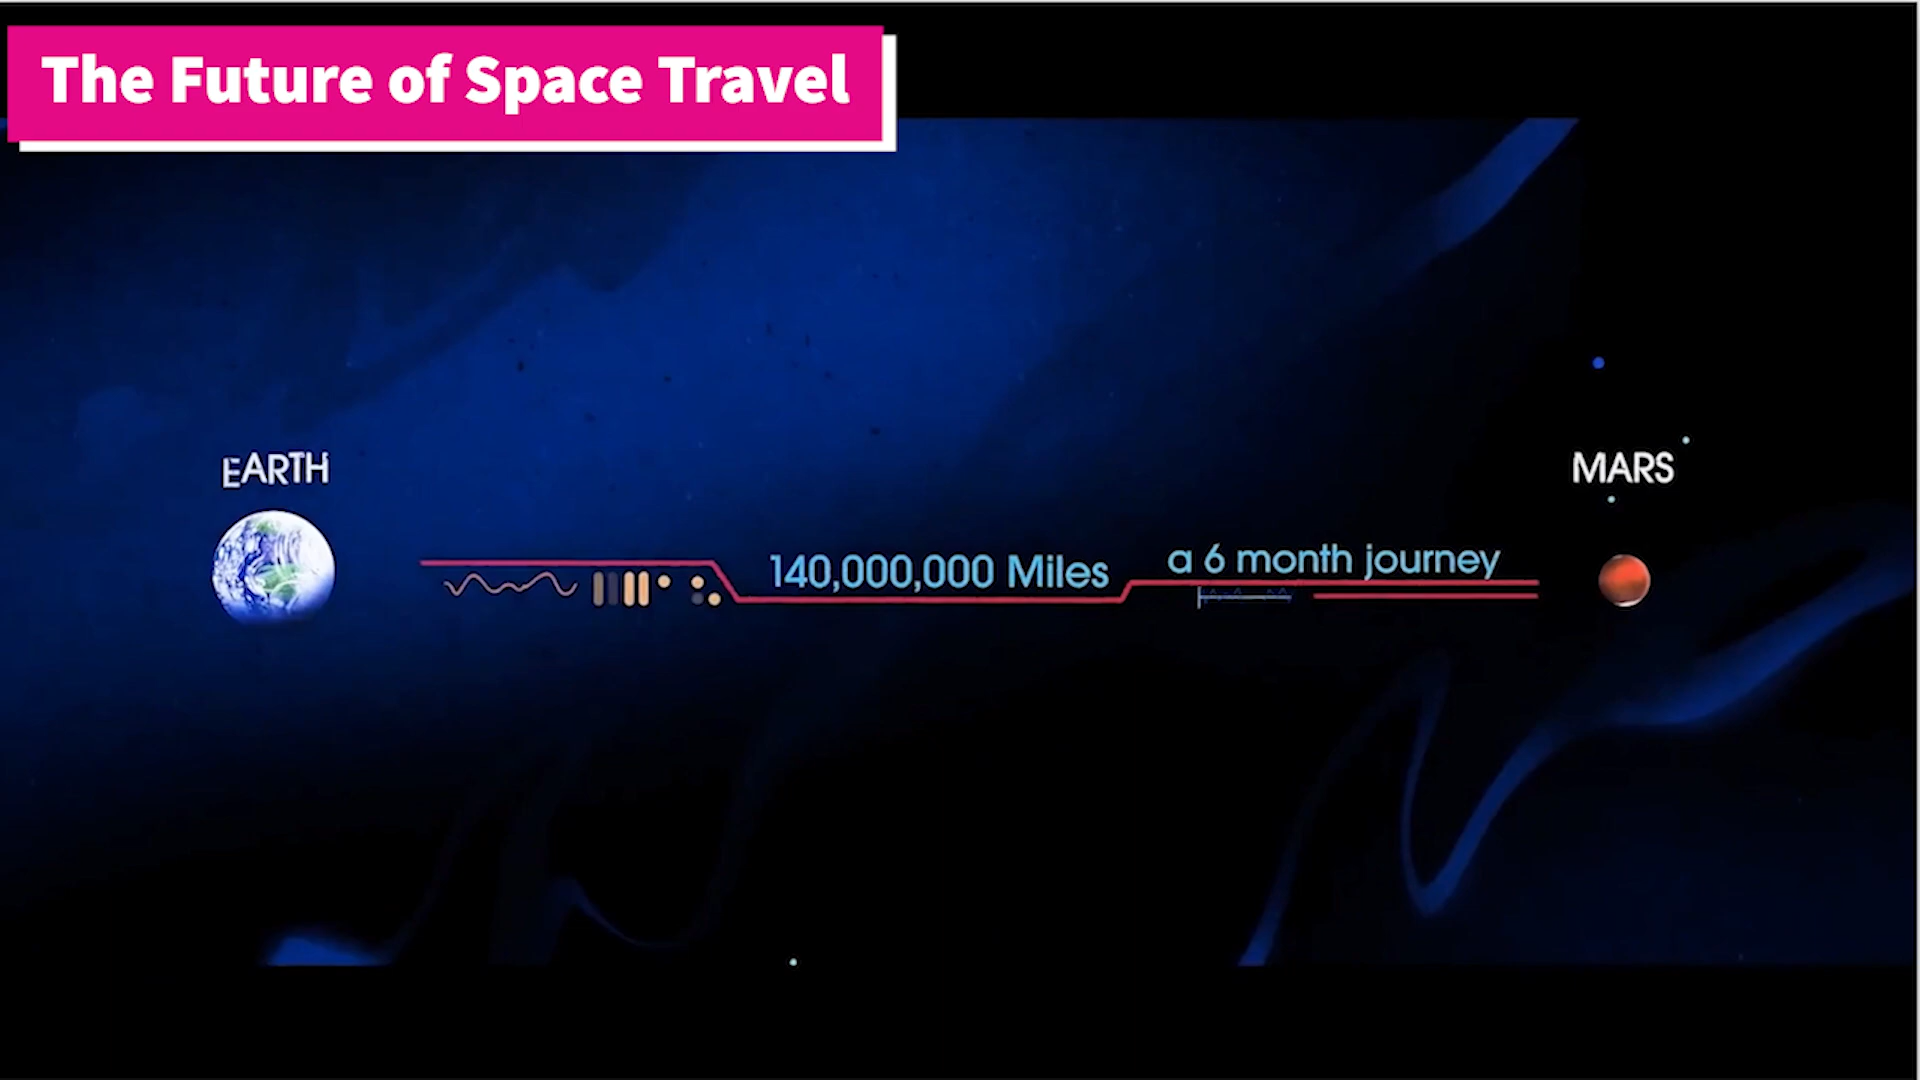 The Future of Space Travel
EARTH
MARS
140,000,000 Miles
a 6 month journey